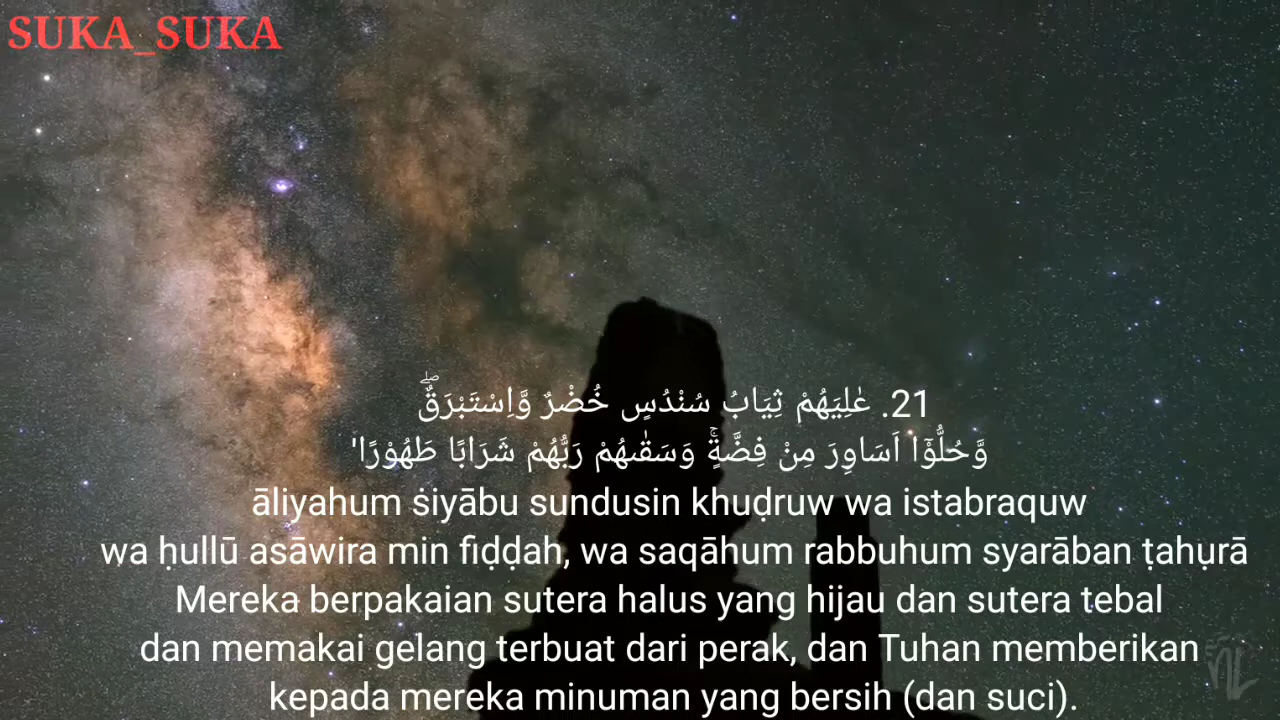 SUKA_SUKA
21. عٰلِيَهُمْ ثِيَابُ سُنْدُسٍ خُضْرٌ وَّاِسْتَبْرَقٌۖ
وَّحُلُّوْٓا اَسَاوِرَ مِنْ فِضَّةٍۚ وَسَقٰىهُمْ رَبُّهُمْ شَرَابًا طَهُوْرًا'
āliyahum ṡiyābu sundusin khuḍruw wa istabraquw
wa ḥullū asāwira min fiḍḍah, wa saqāhum rabbuhum syarāban ṭahụrā
Mereka berpakaian sutera halus yang hijau dan sutera tebal
dan memakai gelang terbuat dari perak, dan Tuhan memberikan
kepada mereka minuman yang bersih (dan suci).